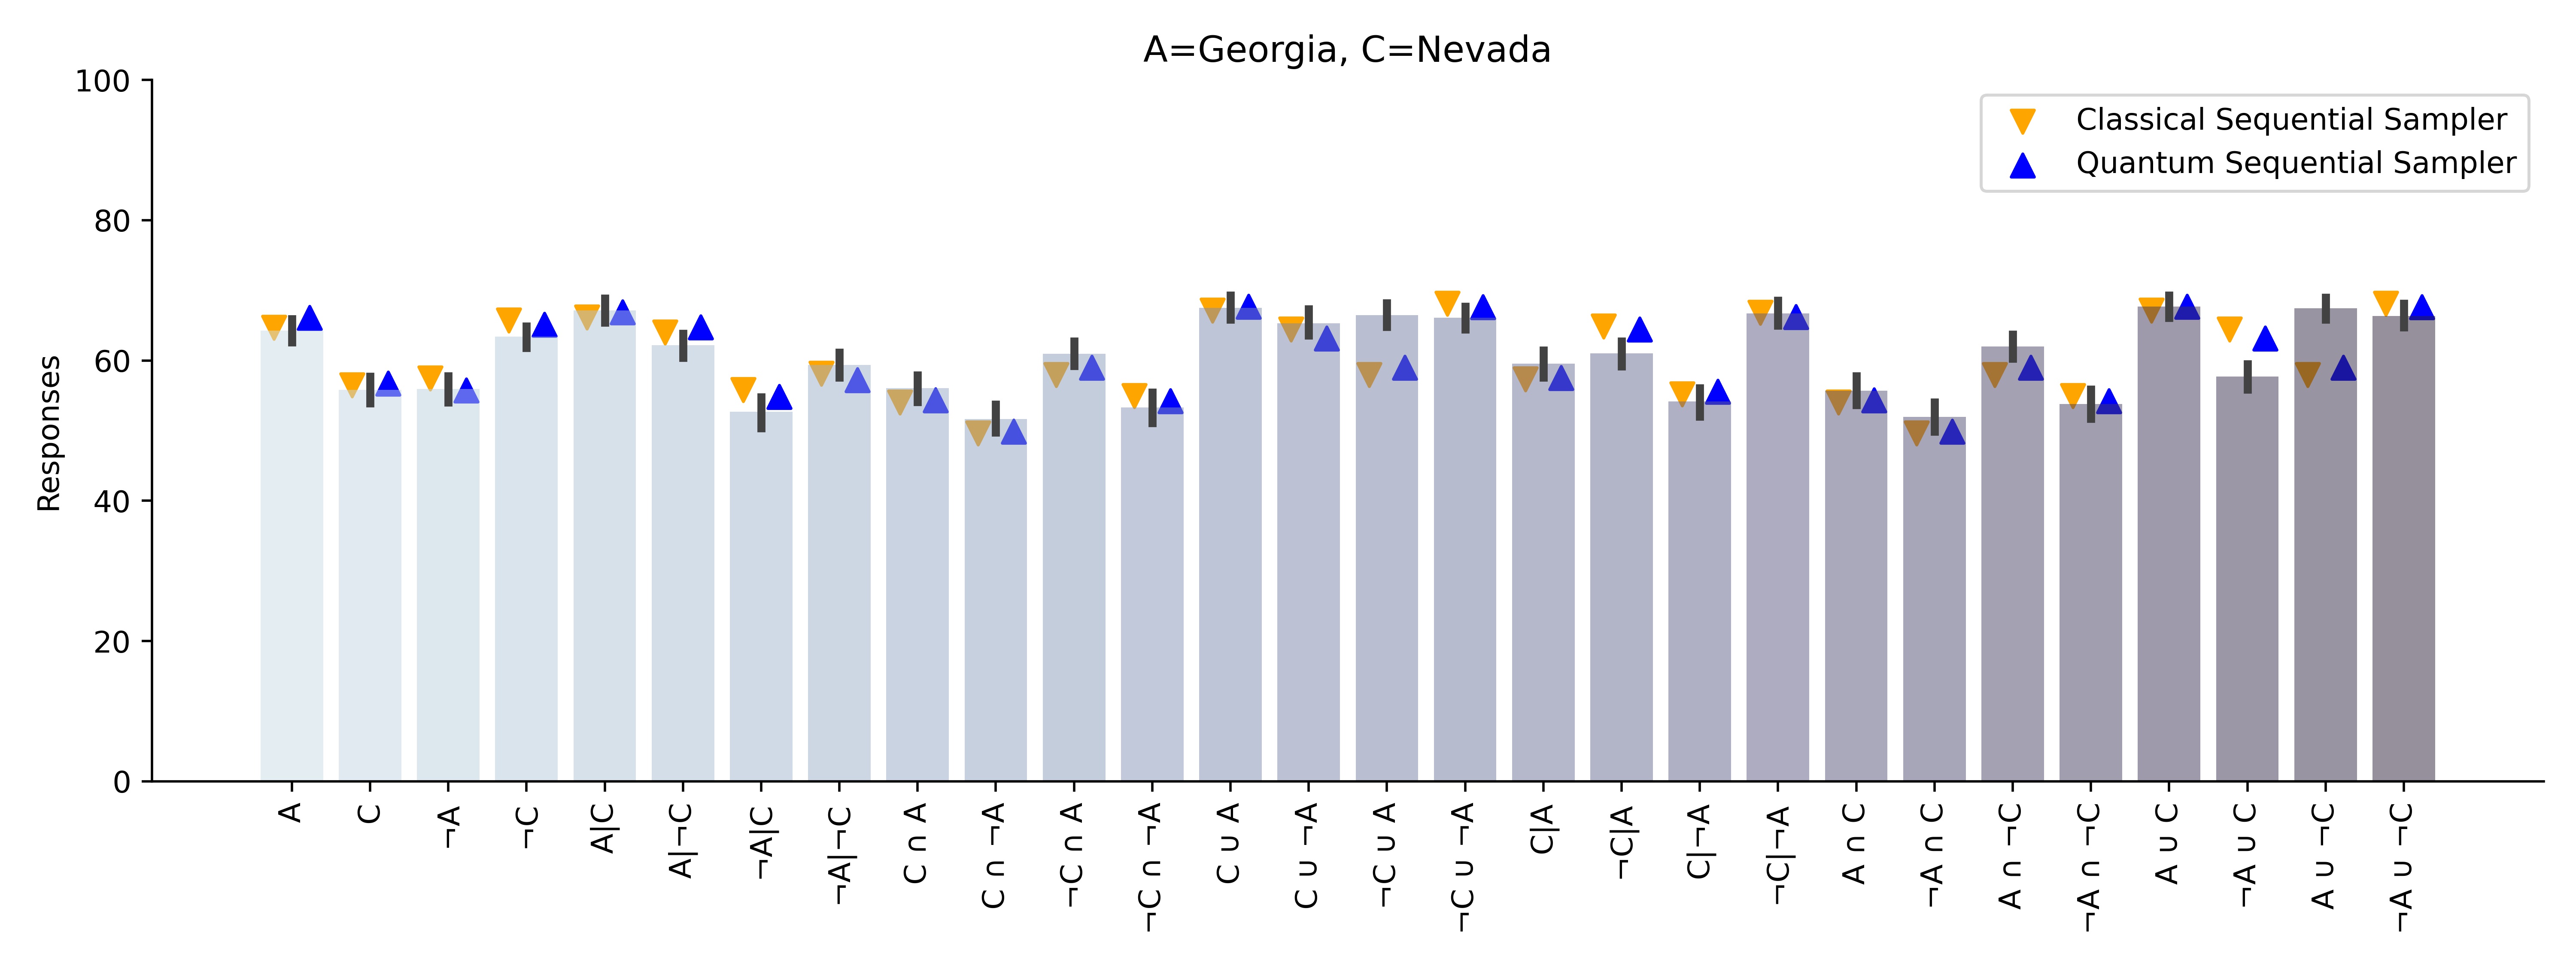 A=Georgia, C=Nevada
Classical Sequential Sampler
Quantum Sequential Sampler
Responses
100
80
60
40
20
0
A
C
¬A
¬C
A|C
A|¬C
¬A|C
¬A|¬C
C ∩ A
C ∩ ¬A
¬C ∩ A
¬C ∩ ¬A
C ∪ A
C ∪ ¬A
¬C ∪ A
¬C ∪ ¬A
C|A
¬C|A
C|¬A
¬C|¬A
A ∩ C
¬A ∩ C
A ∩ ¬C
¬A ∩ ¬C
A ∪ C
¬A ∪ C
A ∪ ¬C
¬A ∪ ¬C